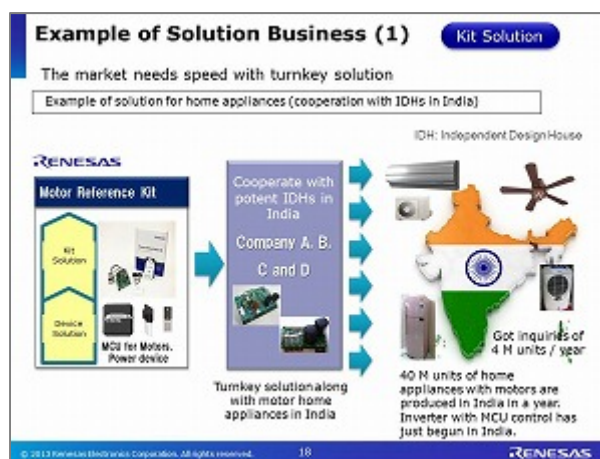 Example of Solution Business (1)
Kit Solution
The market needs speed with turnkey solution
Example of solution for home appliances (cooperation with IDHs in India)
IDH: Independent Design House
RENESAS
Motor Reference Kit
Kit
Solution
Device
Solution
MCU for Motors,
Power device
Cooperate with
potent IDHs in
India
Company A, B,
C and D
Turnkey solution along
with motor home
appliances in India
Got inquiries of
4 M units / year
40 M units of home
appliances with motors are
produced in India in a year.
Inverter with MCU control has
just begun in India.
© 2013 Renesas Electronics Corporation. All rights reserved.
18
RENESAS